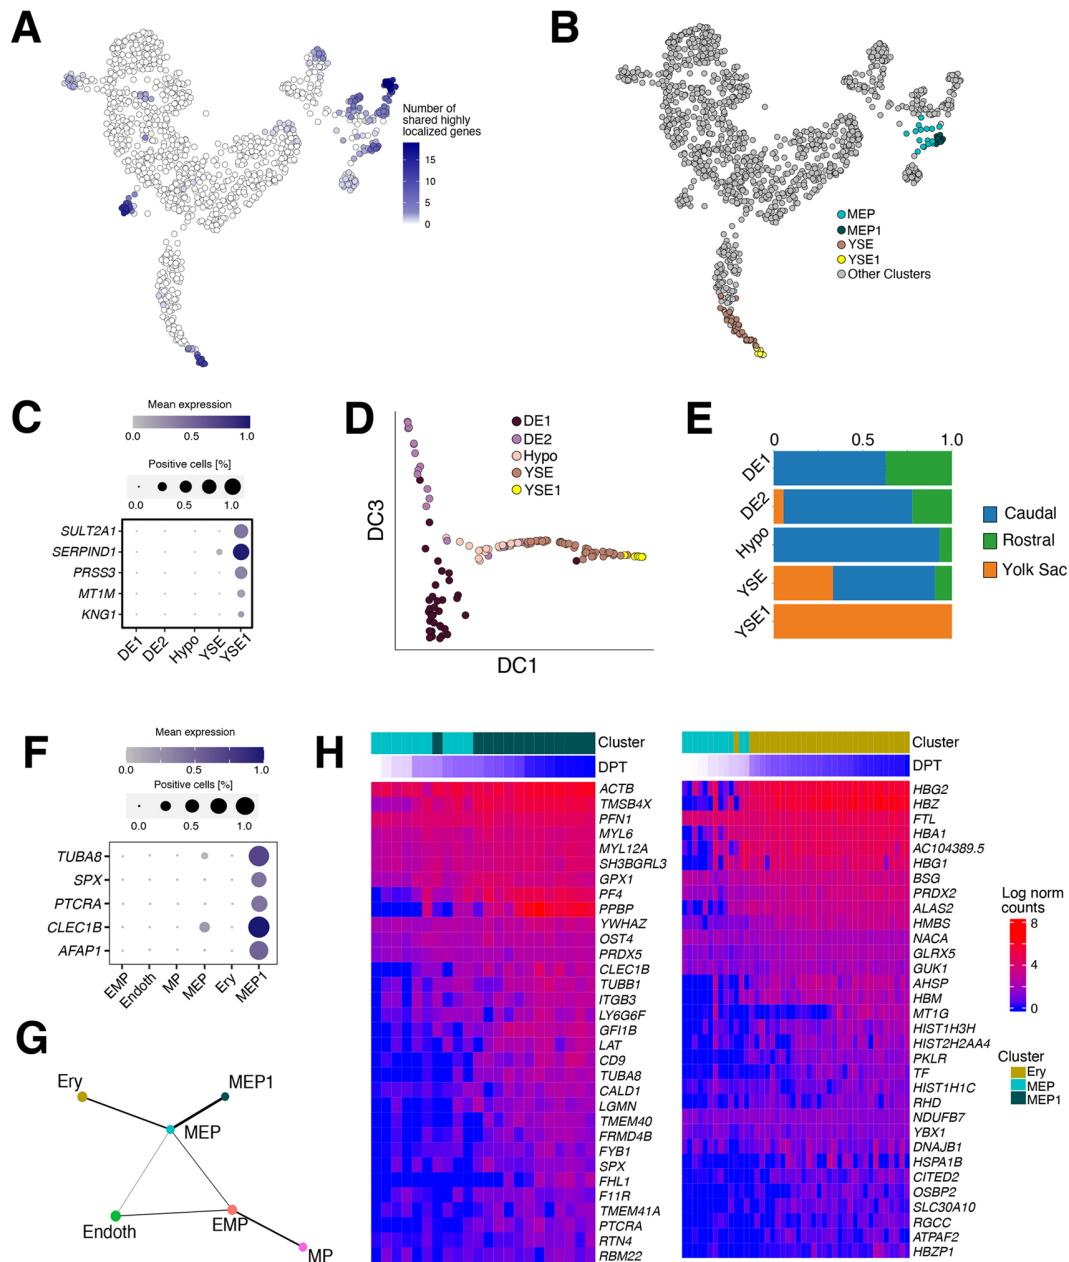 A
Number of
shared highly
localized genes
15
10
5
0
B
MEP
MEP1
YSE
YSE1
Other Clusters
C
Mean expression
0.0
0.5
1.0
Positive cells [%]
0.0
0.5
1.0
SULT2A1
SERPIND1
PRSS3
MT1M
KNG1
DE1
DE2
Hypo
YSE
YSE1
D
DE1
DE2
Hypo
YSE
YSE1
DC3
DC1
E
0
0.5
1.0
DE1
DE2
Hypo
YSE
YSE1
Caudal
Rostral
Yolk Sac
F
Mean expression
0.0
0.5
1.0
Positive cells [%]
0.0
0.5
1.0
TUBA8
SPX
PTCRA
CLEC1B
AFAP1
EMP
Endoth
MP
MEP
Ery
MEP1
G
Ery
MEP1
MEP
Endoth
EMP
MP
H
Cluster
DPT
ACTB
TMSB4X
PFN1
MYL6
MYL12A
SH3BGRL3
GPX1
PF4
PPBP
YWHAZ
OST4
PRDX5
CLEC1B
TUBB1
ITGB3
LY6G6F
GFI1B
LAT
CD9
TUBA8
CALD1
LGMN
TMEM40
FRMD4B
FYB1
SPX
FHL1
F11R
TMEM41A
PTCRA
RTN4
RBM22
Cluster
DPT
HBG2
HBZ
FTL
HBA1
AC104389.5
HBG1
BSG
PRDX2
ALAS2
HMBS
NACA
GLRX5
GUK1
AHSP
HBM
MT1G
HIST1H3H
HIST2H2AA4
PKLR
TF
HIST1H1C
RHD
NDUFB7
YBX1
DNAJB1
HSPA1B
CITED2
OSBP2
SLC30A10
RGCC
ATPAF2
HBZP1
Log norm
counts
8
4
0
Cluster
Ery
MEP
MEP1